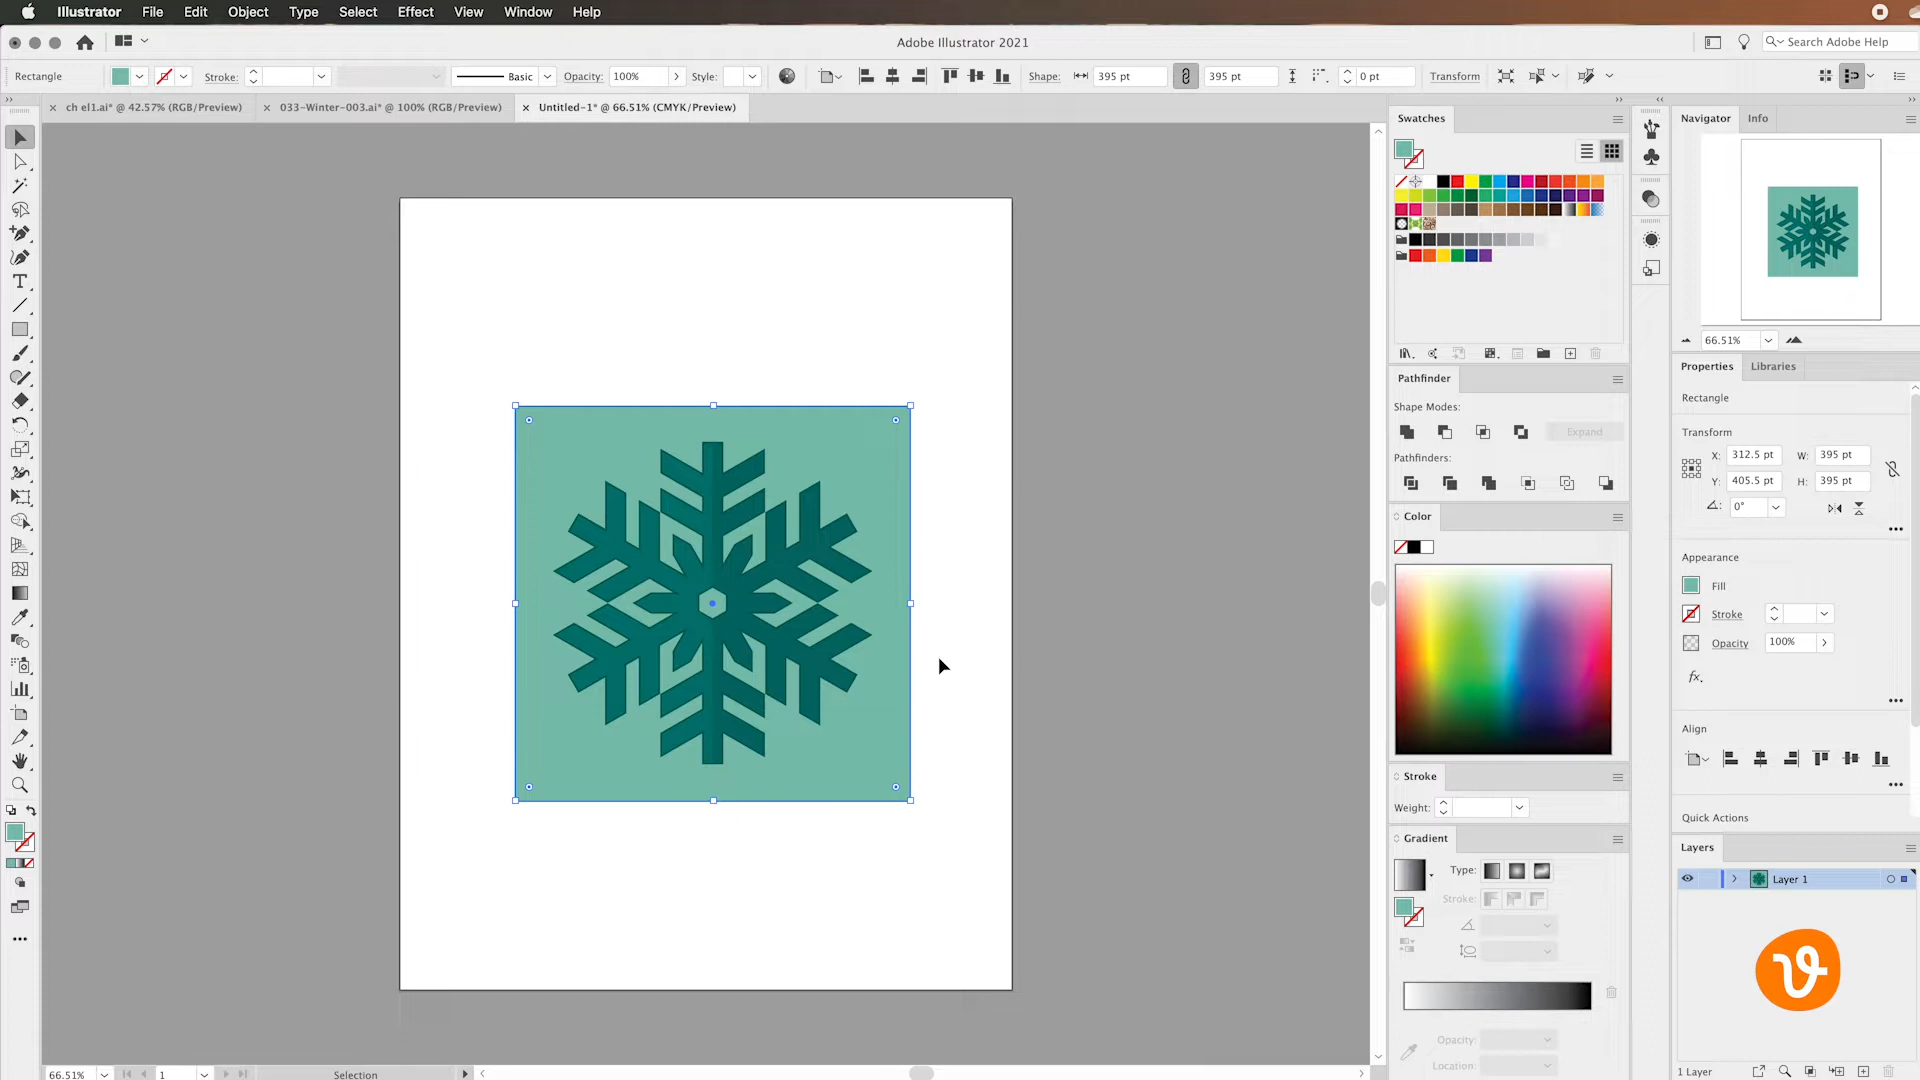 Illustrator File Edit Object Type Select Effect View Window Help
Adobe Illustrator 2021
Search Adobe Help
Rectangle Stroke: Basic Opacity: 100% Style: Shape: 395 pt 395 pt 0 pt Transform
ch el1.ai* @ 42.57% (RGB/Preview) 033-Winter-003.ai* @ 100% (RGB/Preview) Untitled-1* @ 66.51% (CMYK/Preview)
Swatches
Navigator Info
66.51%
Pathfinder
Shape Modes:
Expand
Pathfinders:
Color
Stroke
Weight:
Gradient
Type:
Stroke:
Opacity:
Location:
Properties Libraries
Rectangle
Transform
X: 312.5 pt W: 395 pt
Y: 405.5 pt H: 395 pt
0°
Appearance
Fill
Stroke
Opacity 100%
fx.
Align
Quick Actions
Layers
Layer 1
1 Layer
66.51% 1 Selection